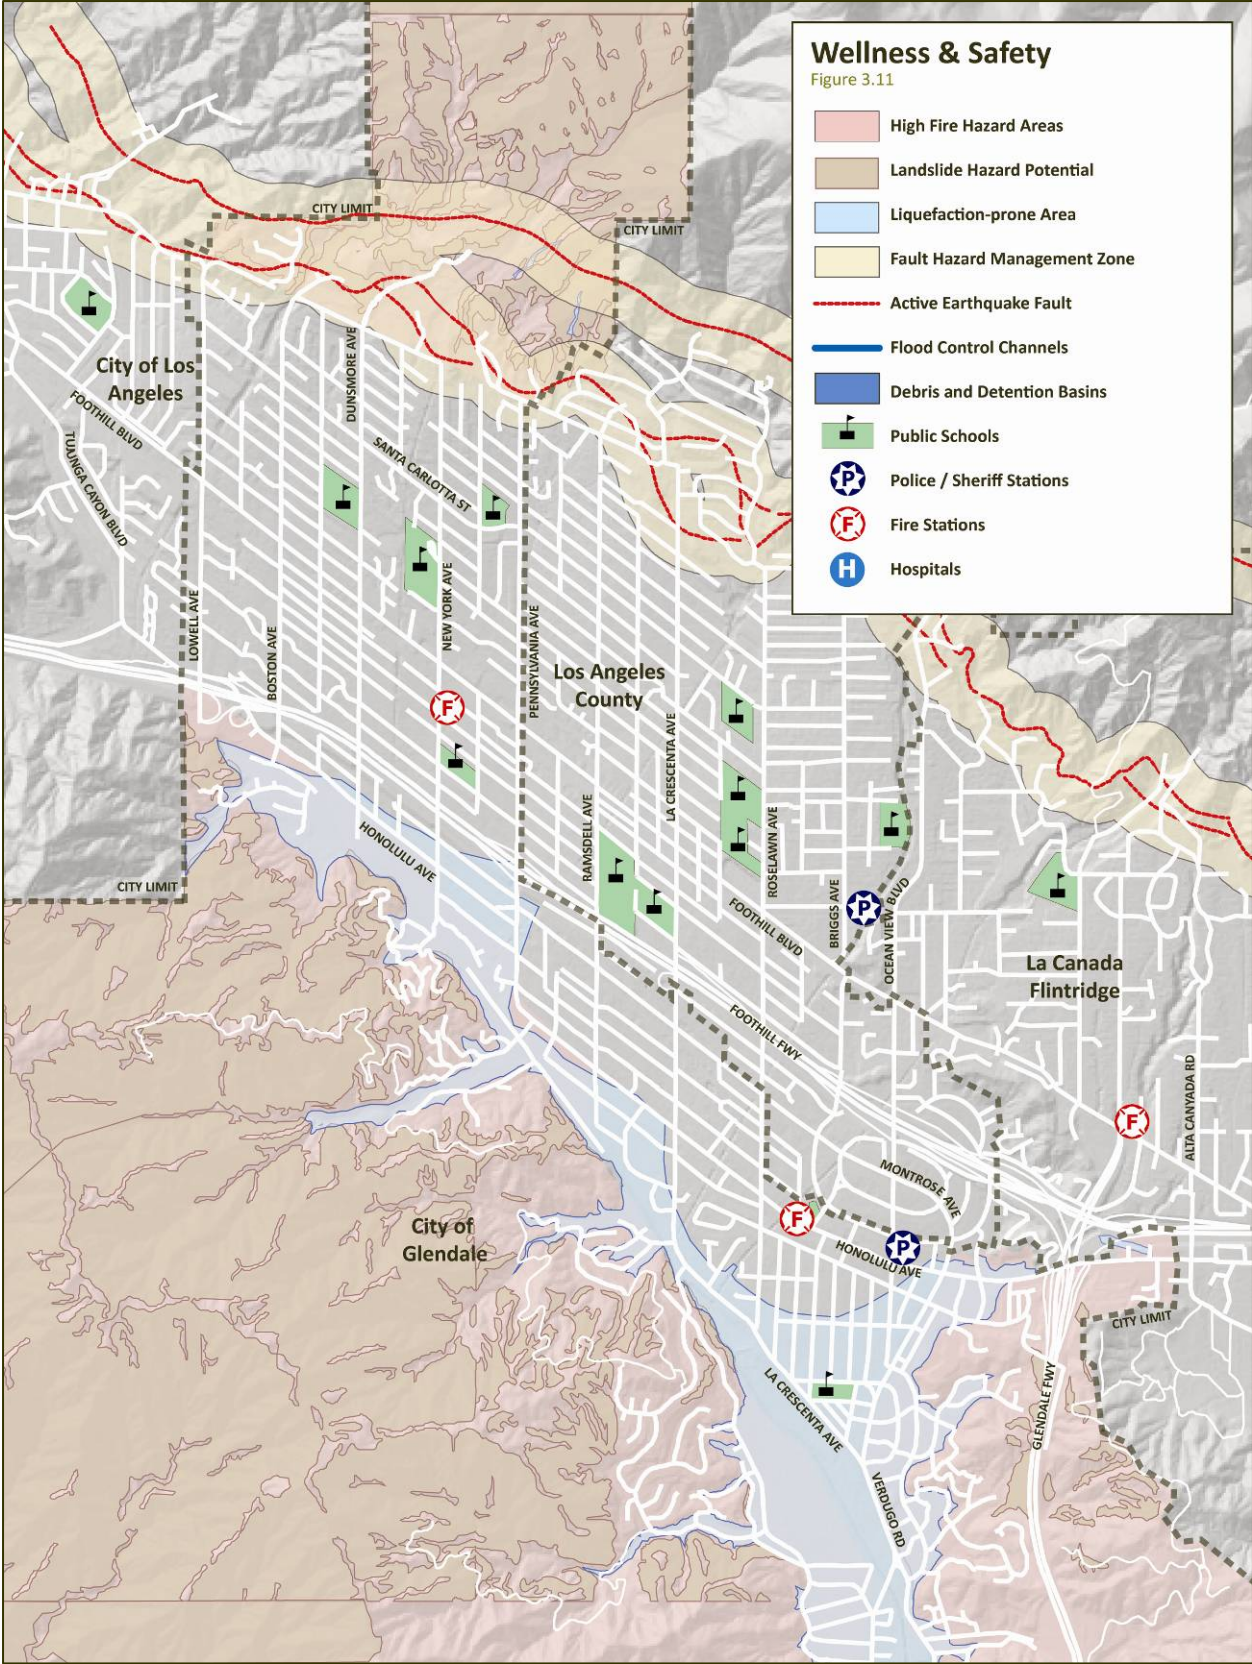 Wellness & Safety
Figure 3.11
High Fire Hazard Areas
Landslide Hazard Potential
Liquefaction-prone Area
Fault Hazard Management Zone
Active Earthquake Fault
Flood Control Channels
Debris and Detention Basins
Public Schools
P
Police / Sheriff Stations
F
Fire Stations
H
Hospitals
CITY LIMIT
CITY LIMIT
City of Los
Angeles
DUNSMORE AVE
FOOTHILL BLVD
TUJUNGA CAYON BLVD
SANTA CARLOTTA ST
LOWELL AVE
BOSTON AVE
NEW YORK AVE
PENNSYLVANIA AVE
Los Angeles
County
F
LA CRESCENTA AVE
RAMSDELL AVE
ROSELAWN AVE
HONOLULU AVE
CITY LIMIT
BRIGGS AVE
P
OCEAN VIEW BLVD
FOOTHILL BLVD
La Canada
Flintridge
FOOTHILL FWY
ALTA CANYADA RD
F
MONTROSE AVE
City of
Glendale
F
P
HONOLULU AVE
CITY LIMIT
GLENDALE FWY
LA CRESCENTA AVE
VERDUGO RD